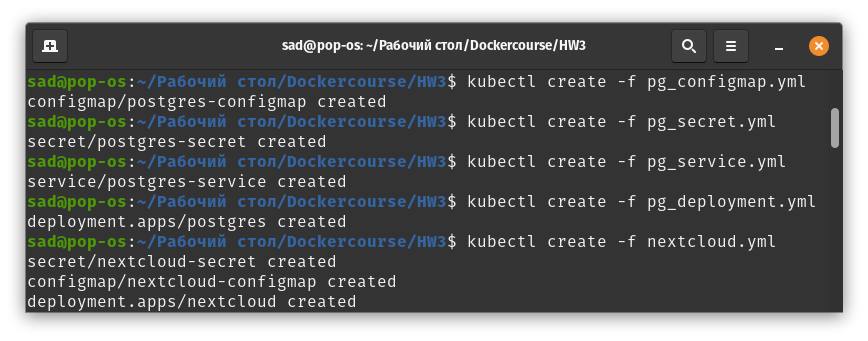 sad@pop-os: ~/Рабочий стол/Dockercourse/HW3
sad@pop-os:~/Рабочий стол/Dockercourse/HW3$ kubectl create -f pg_configmap.yml
configmap/postgres-configmap created
sad@pop-os:~/Рабочий стол/Dockercourse/HW3$ kubectl create -f pg_secret.yml
secret/postgres-secret created
sad@pop-os:~/Рабочий стол/Dockercourse/HW3$ kubectl create -f pg_service.yml
service/postgres-service created
sad@pop-os:~/Рабочий стол/Dockercourse/HW3$ kubectl create -f pg_deployment.yml
deployment.apps/postgres created
sad@pop-os:~/Рабочий стол/Dockercourse/HW3$ kubectl create -f nextcloud.yml
secret/nextcloud-secret created
configmap/nextcloud-configmap created
deployment.apps/nextcloud created